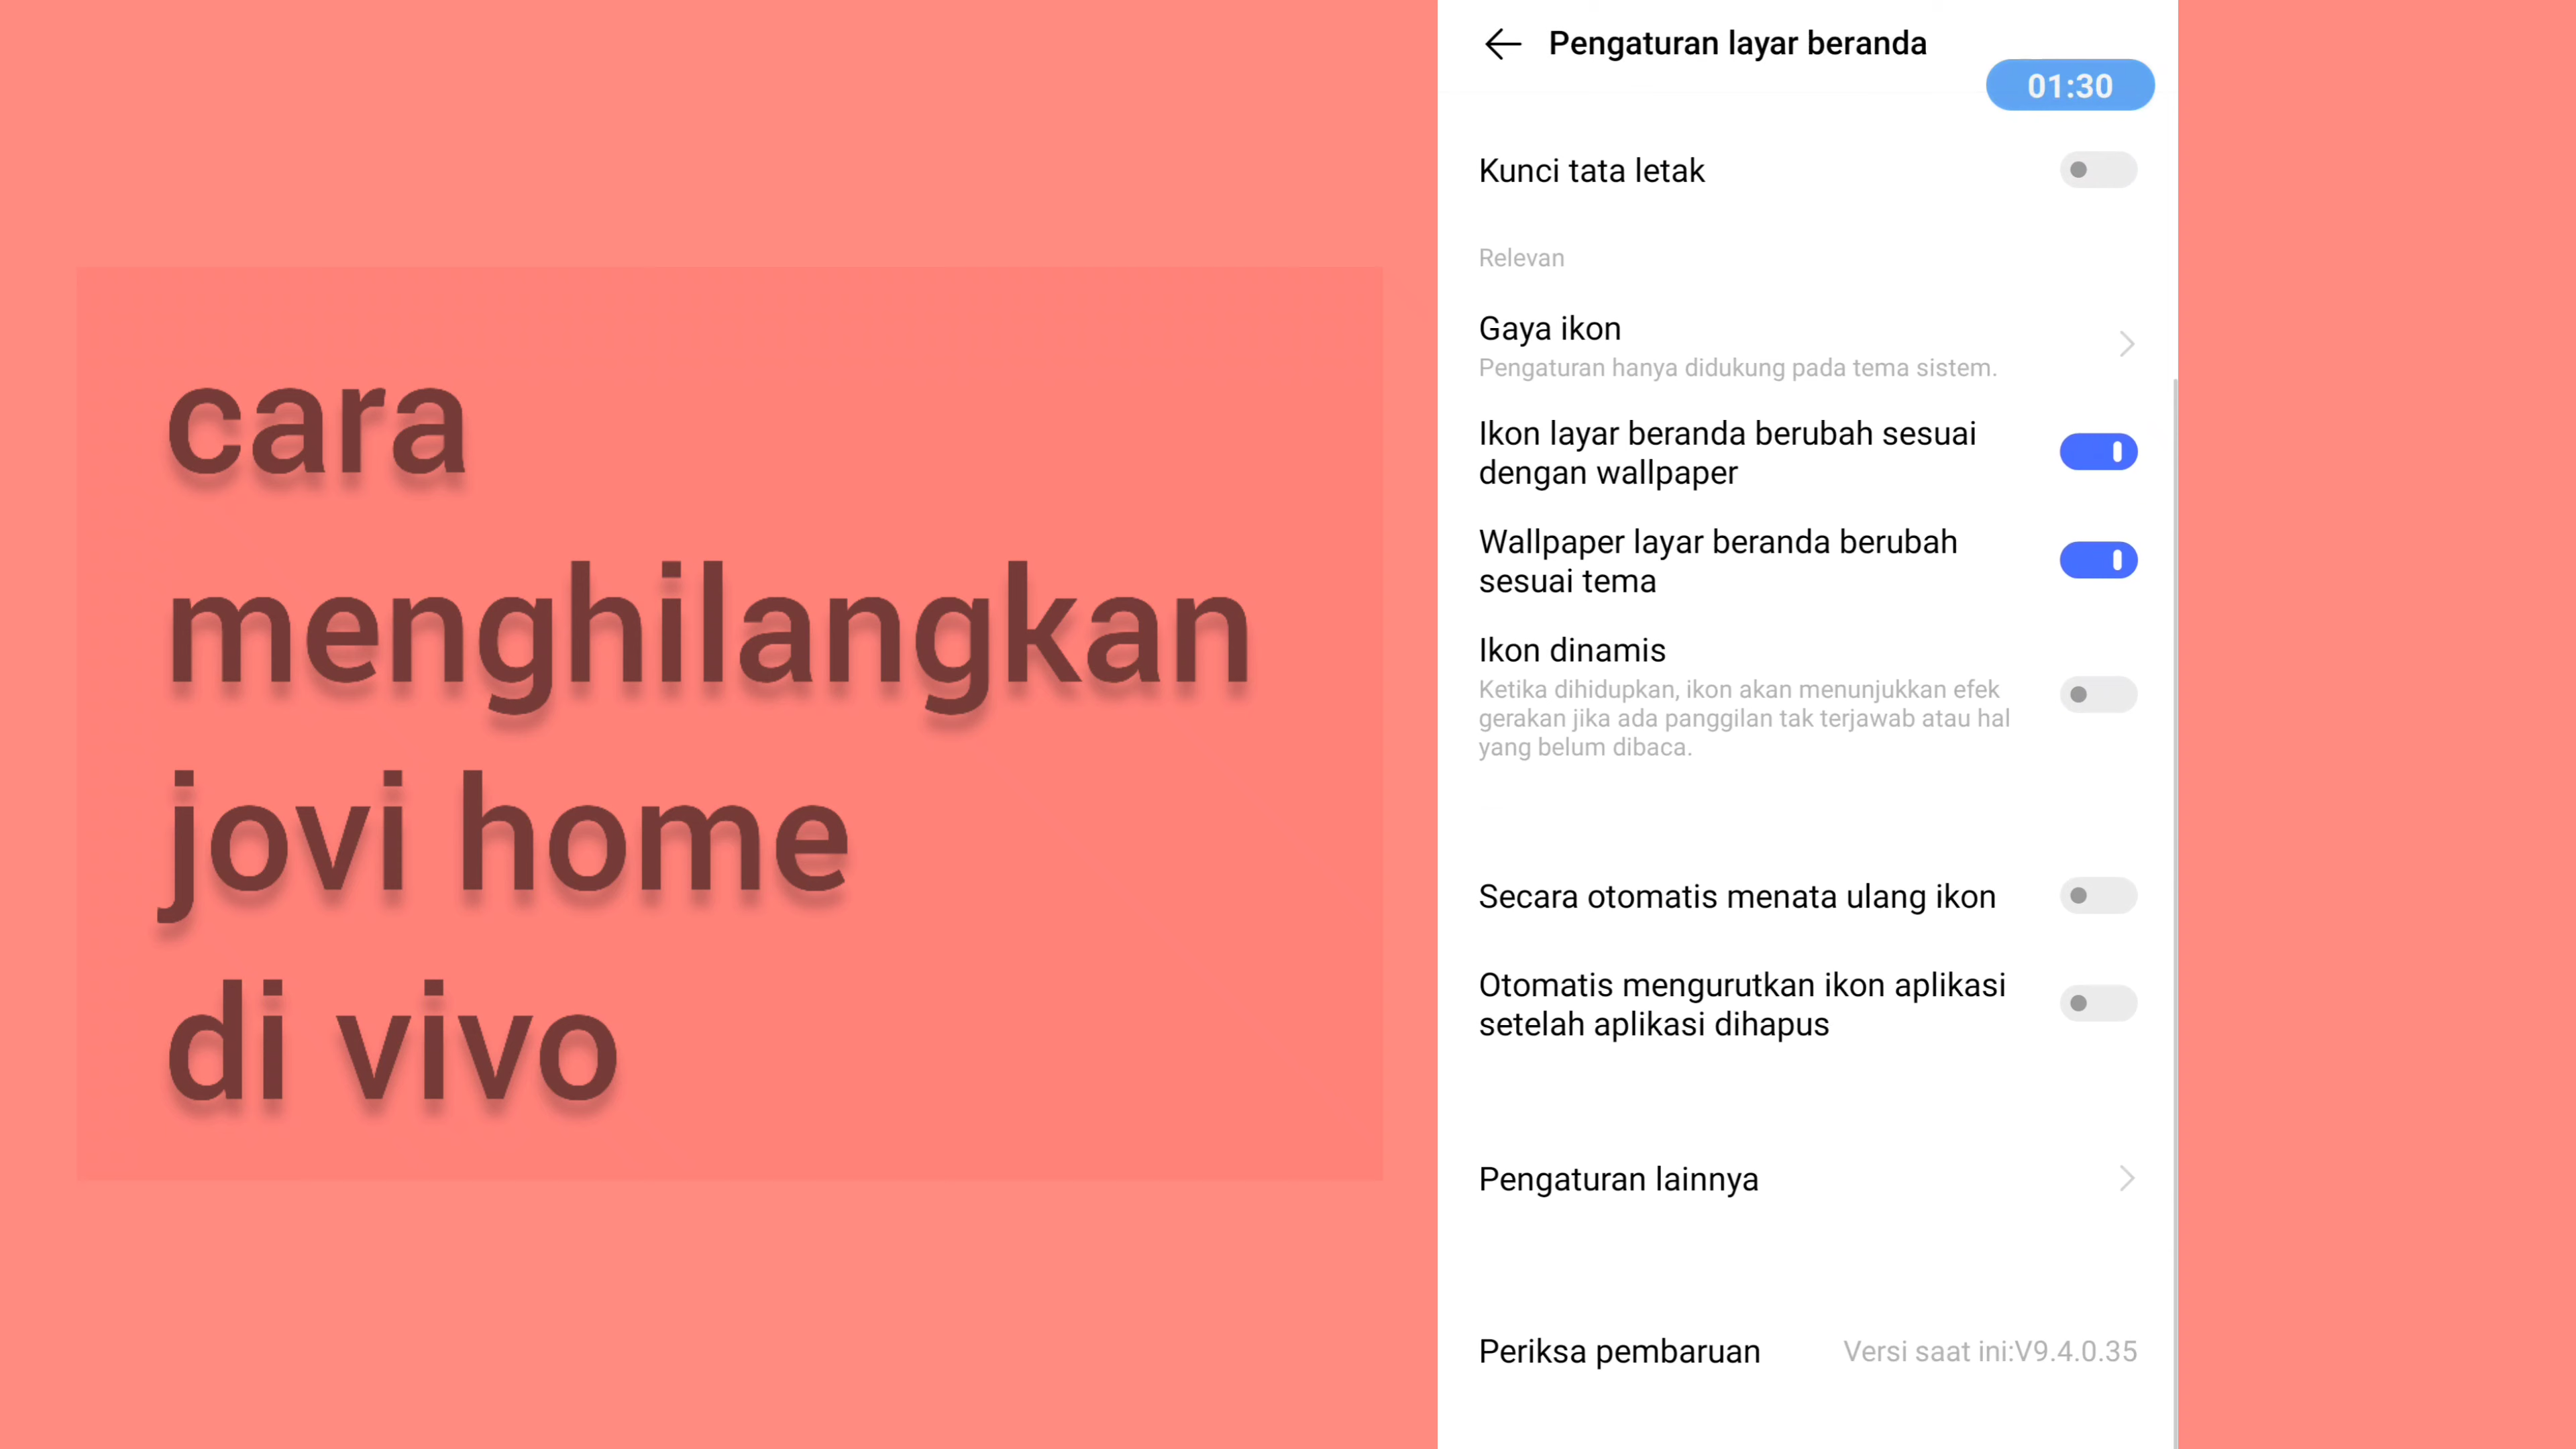 cara
menghilangkan
jovi home
di vivo
Pengaturan layar beranda
01:30
Kunci tata letak
Relevan
Gaya ikon
Pengaturan hanya didukung pada tema sistem.
Ikon layar beranda berubah sesuai
dengan wallpaper
Wallpaper layar beranda berubah
sesuai tema
Ikon dinamis
Ketika dihidupkan, ikon akan menunjukkan efek
gerakan jika ada panggilan tak terjawab atau hal
yang belum dibaca.
Secara otomatis menata ulang ikon
Otomatis mengurutkan ikon aplikasi
setelah aplikasi dihapus
Pengaturan lainnya
Periksa pembaruan Versi saat ini:V9.4.0.35